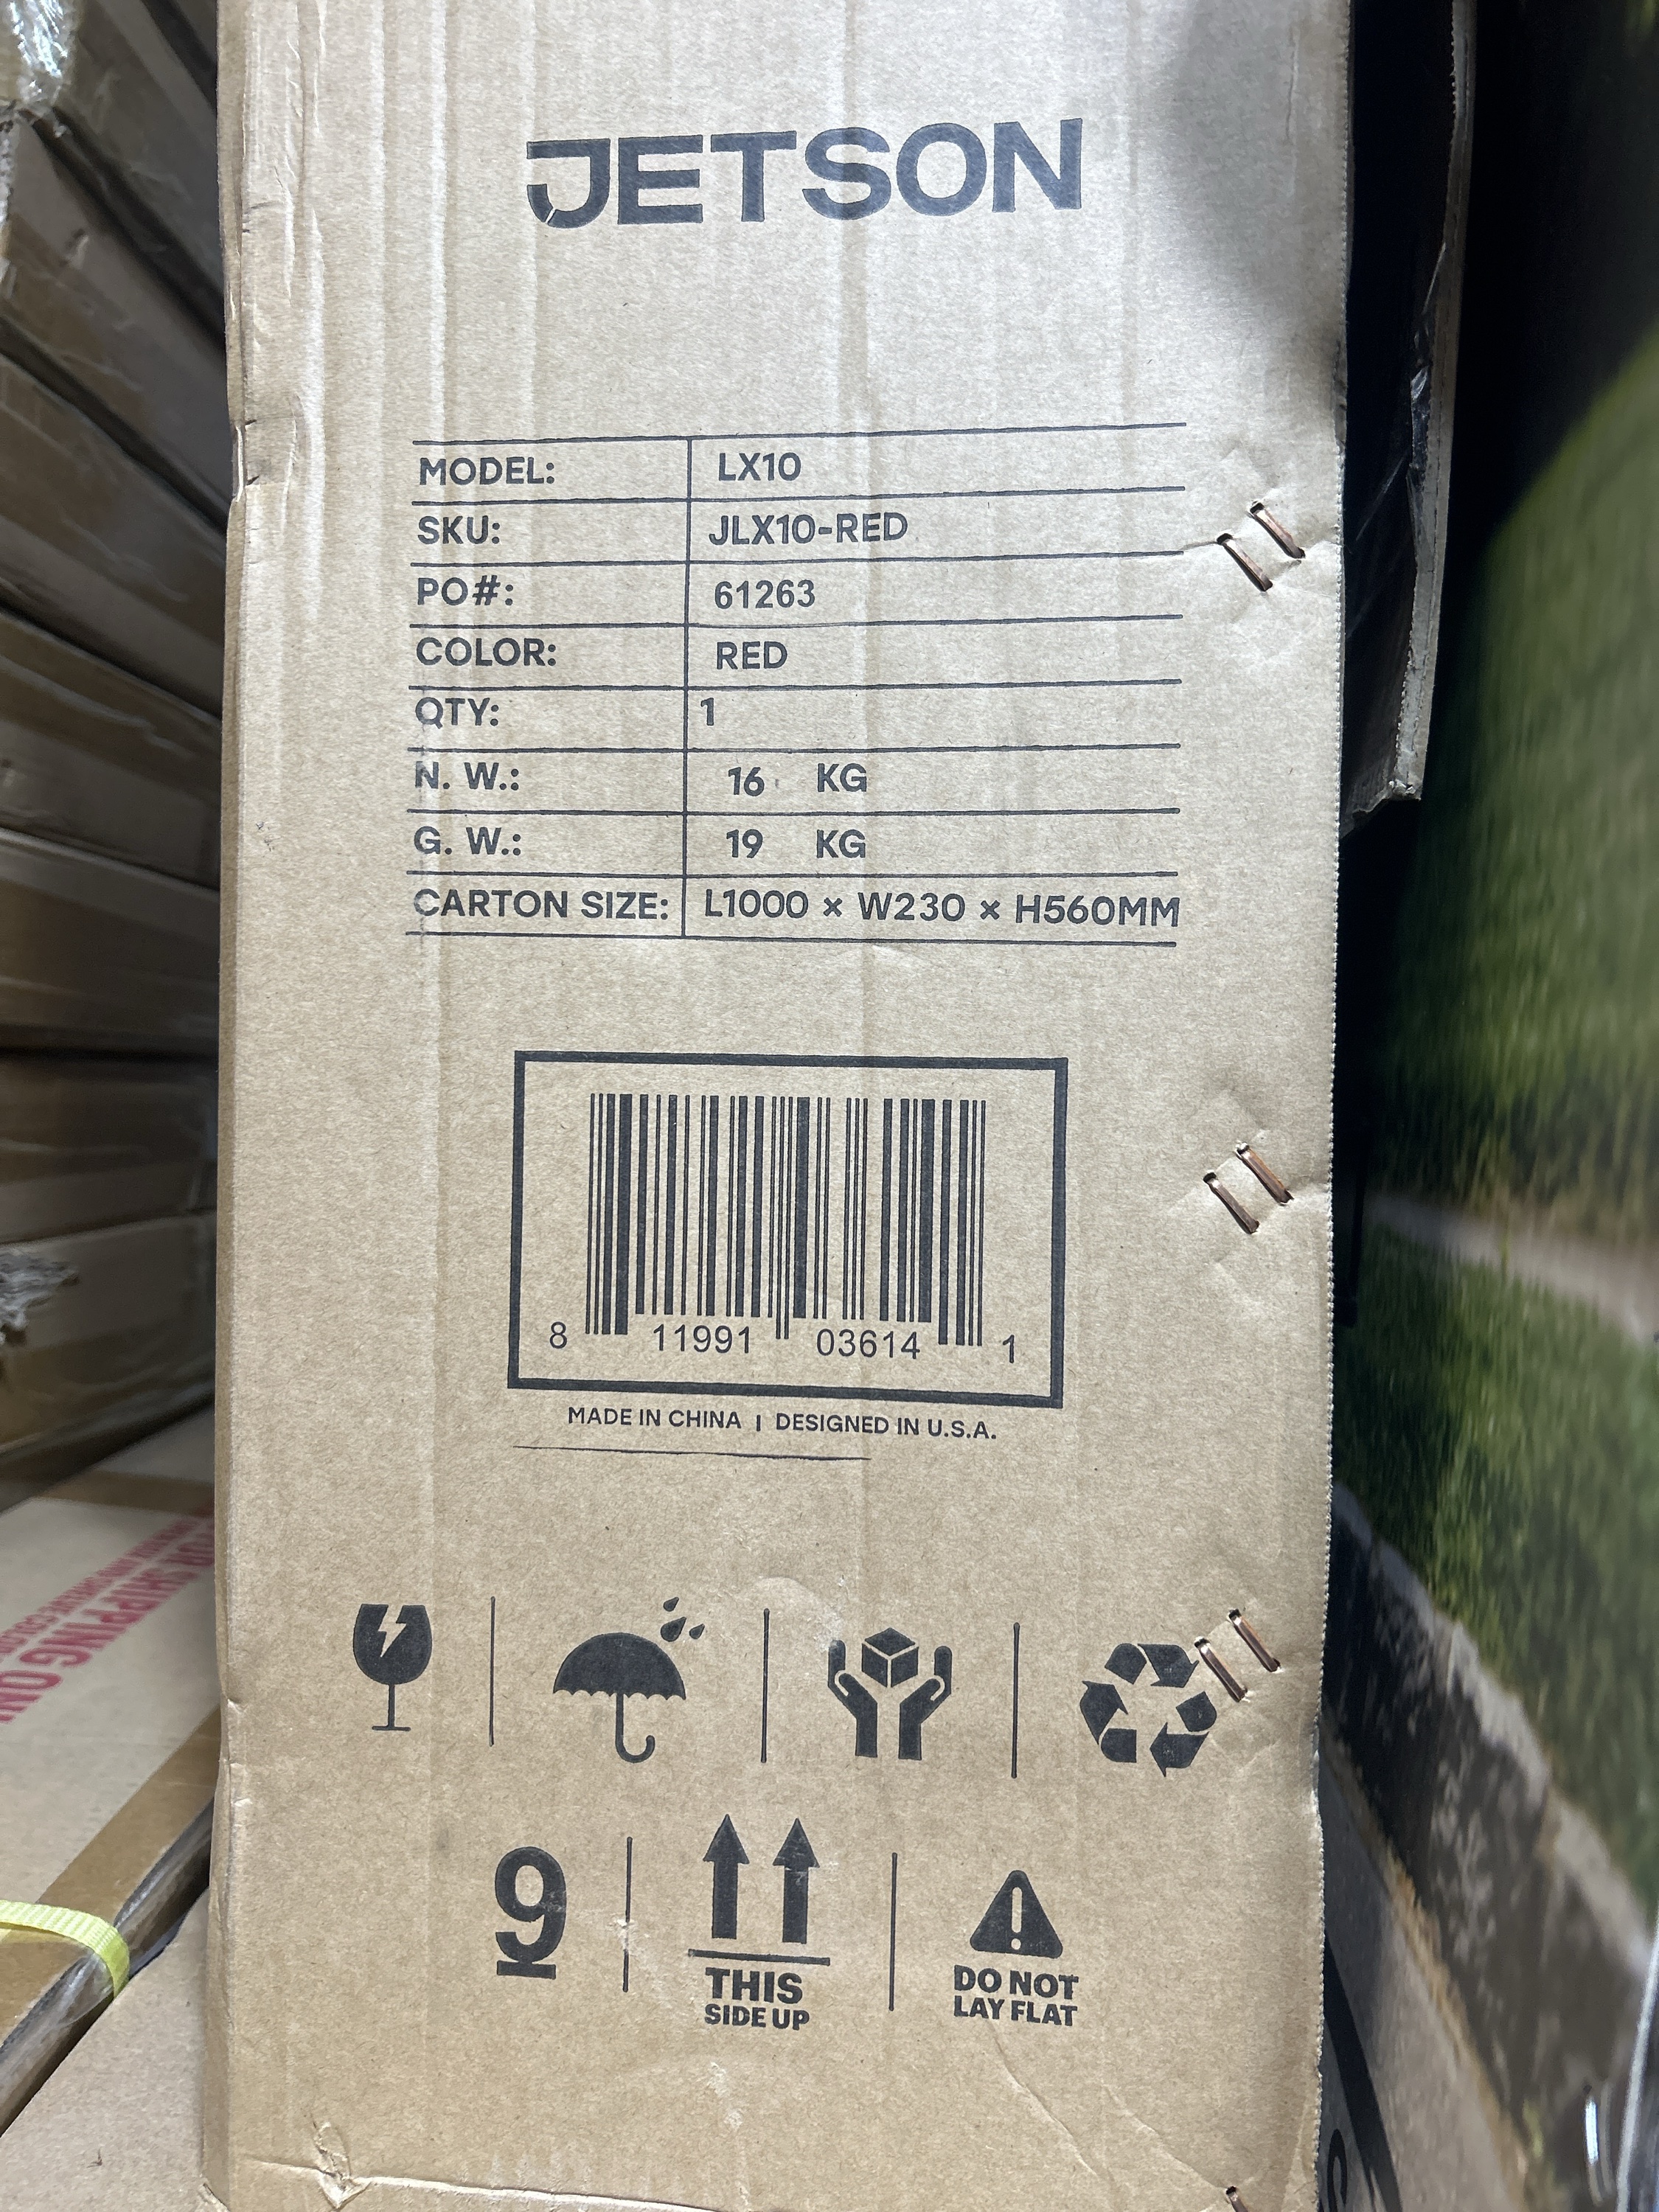 JETSON
MODEL: LX10
SKU: JLX10-RED
PO#: 61263
COLOR: RED
QTY: 1
N. W.: 16 KG
G. W.: 19 KG
CARTON SIZE: L1000 × W230 × H560MM
8 11991 03614 1
MADE IN CHINA | DESIGNED IN U.S.A.
9
THIS
SIDE UP
DO NOT
LAY FLAT
SHIPPING